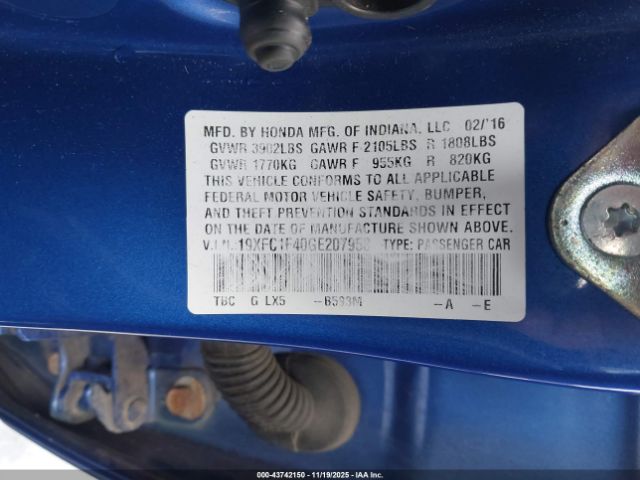 MFD. BY HONDA MFG. OF INDIANA, LLC 02/'16
GVWR 3902LBS GAWR F 2105LBS R 1808LBS
GVWR 1770KG GAWR F 955KG R 820KG
THIS VEHICLE CONFORMS TO ALL APPLICABLE
FEDERAL MOTOR VEHICLE SAFETY, BUMPER,
AND THEFT PREVENTION STANDARDS IN EFFECT
ON THE DATE OF MANUFACTURE SHOWN ABOVE.
V.I.N.: TYPE: PASSENGER CAR
TBC G LX5 -B593M -A -E
000-43742150 - 11/19/2025 - IAAI.COM